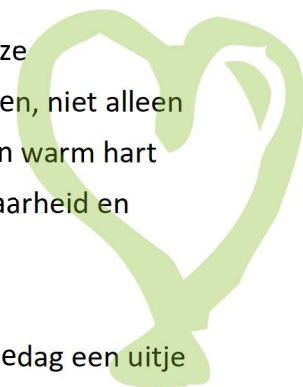 ze
en, niet alleen
n warm hart
aarheid en
edag een uitje